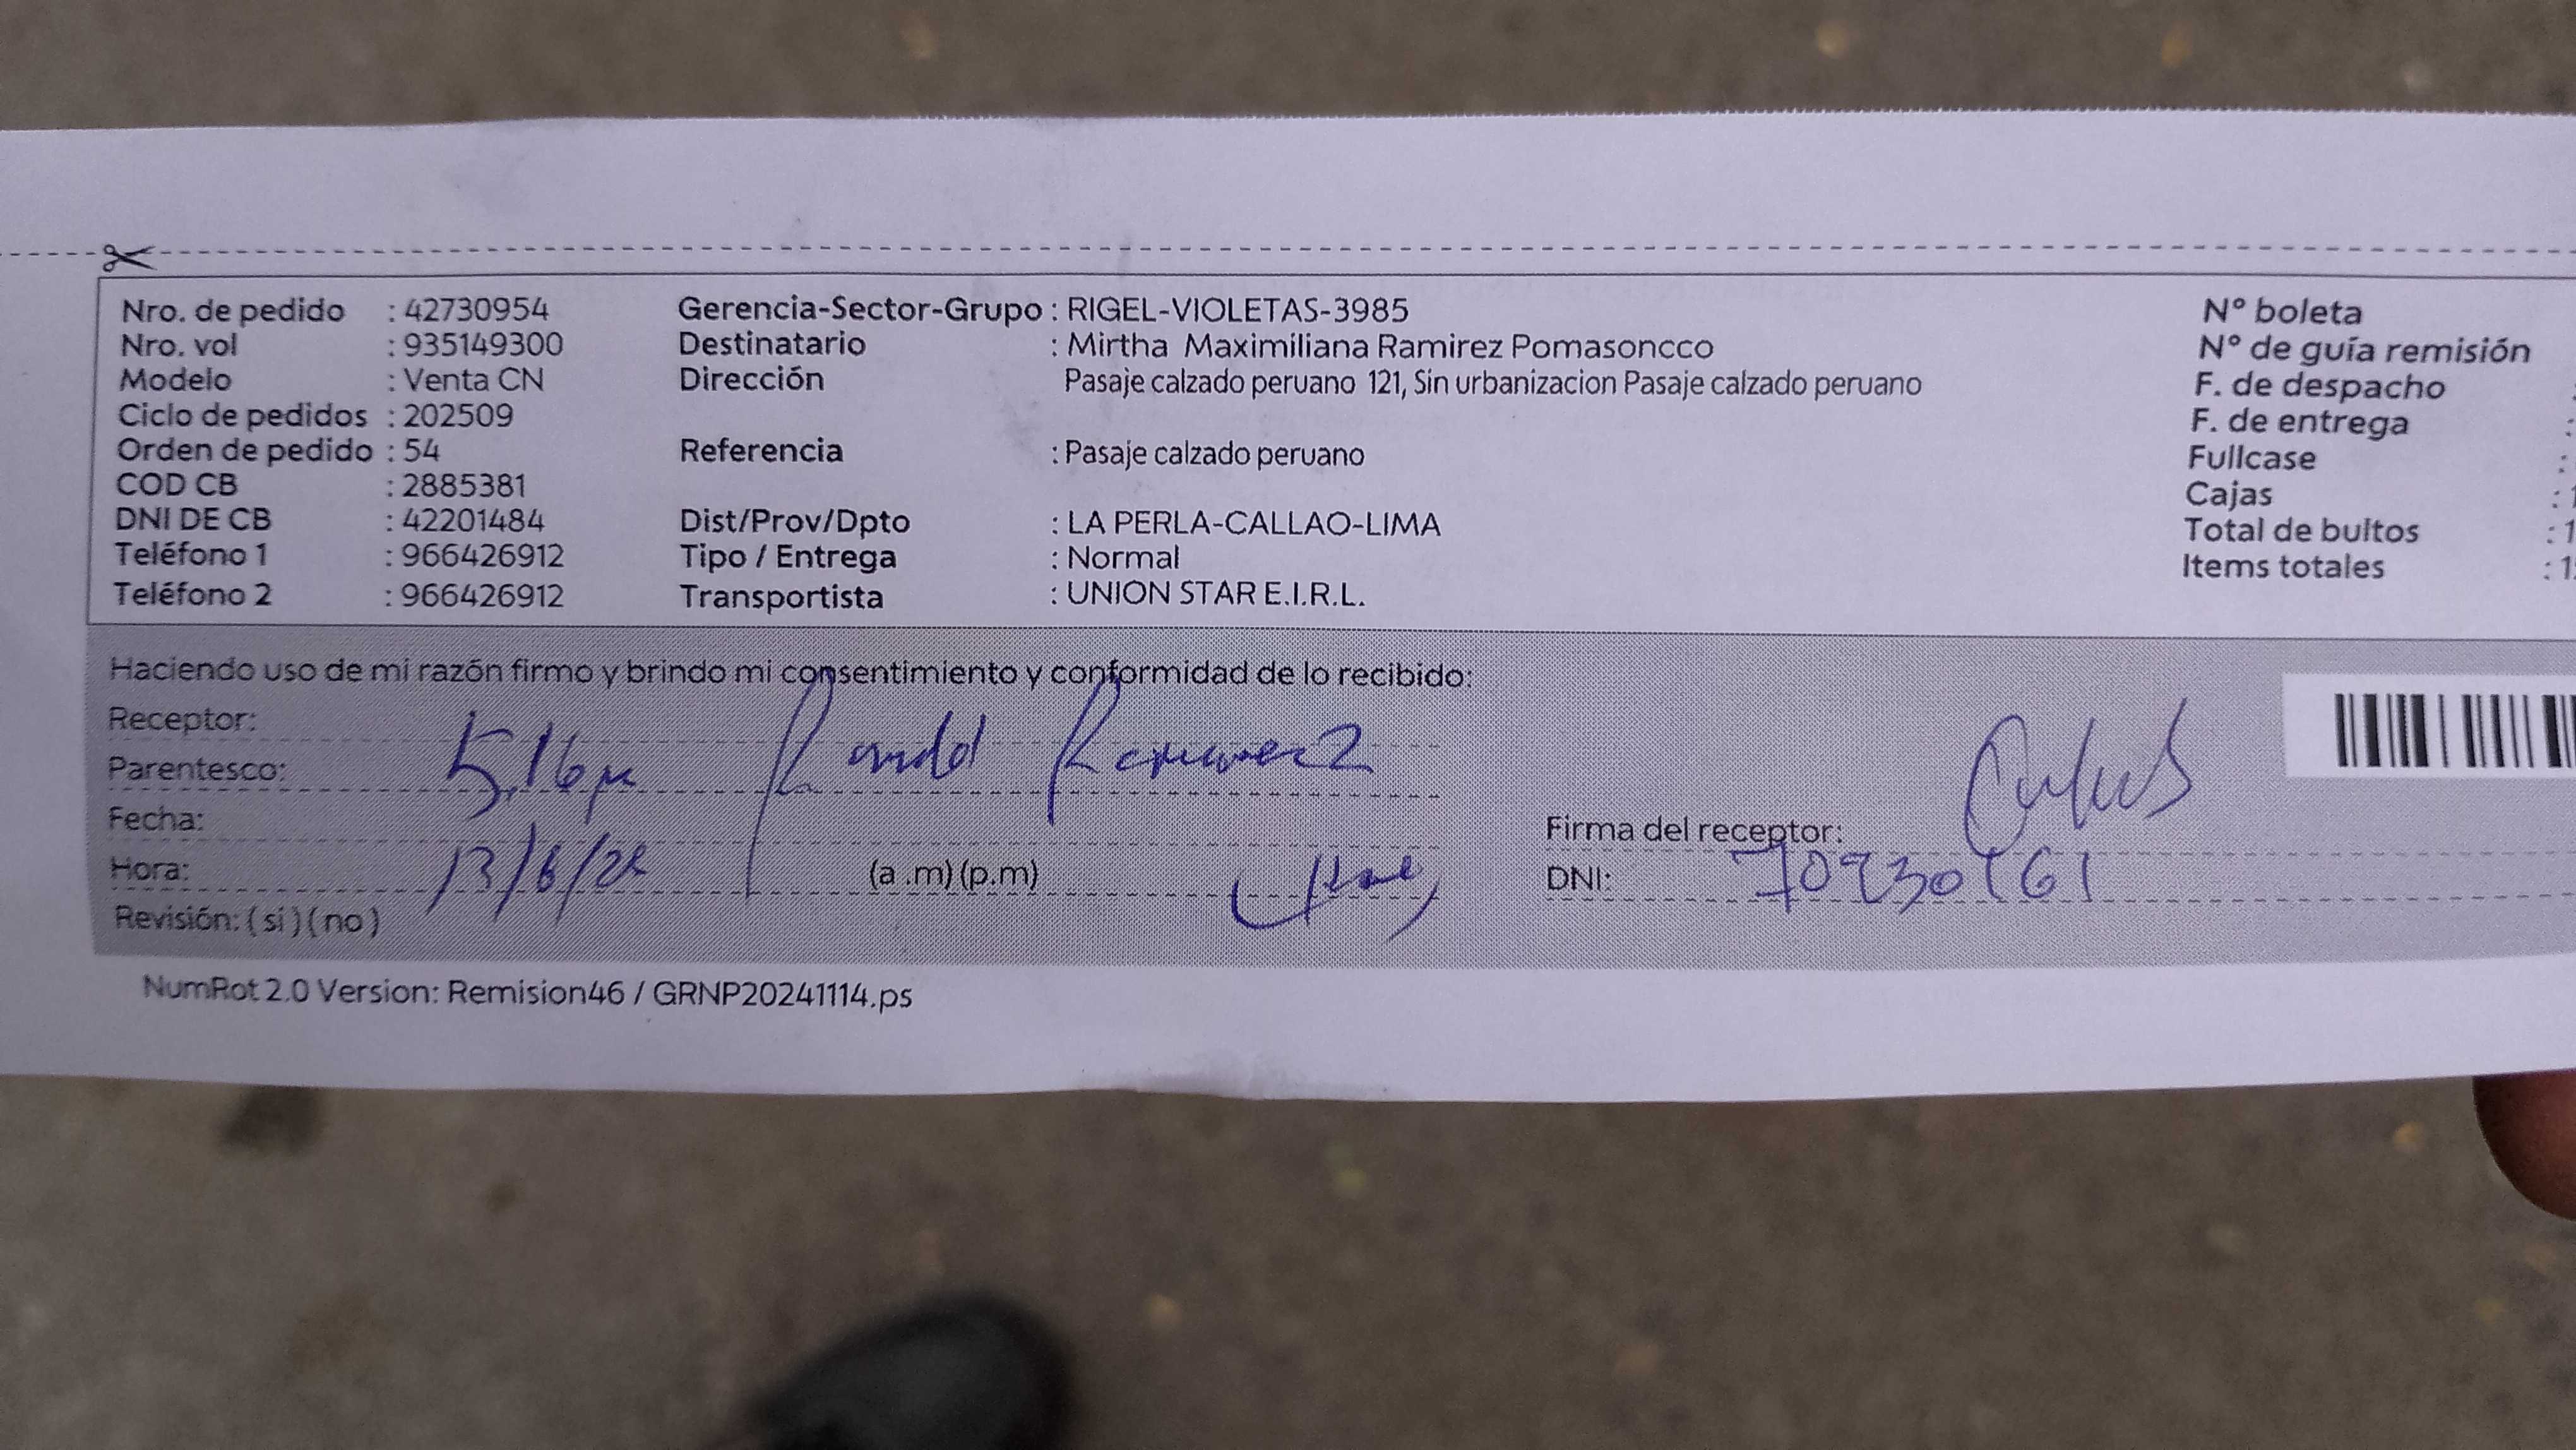 Nro. de pedido : 42730954 Gerencia-Sector-Grupo : RIGEL-VIOLETAS-3985 N° boleta
Nro. vol : 935149300 Destinatario : Mirtha Maximiliana Ramirez Pomasoncco N° de guía remisión
Modelo : Venta CN Dirección Pasaje calzado peruano 121, Sin urbanizacion Pasaje calzado peruano F. de despacho :
Ciclo de pedidos : 202509 F. de entrega :
Orden de pedido : 54 Referencia : Pasaje calzado peruano Fullcase :
COD CB : 2885381 Cajas : 1
DNI DE CB : 42201484 Dist/Prov/Dpto : LA PERLA-CALLAO-LIMA Total de bultos : 1
Teléfono 1 : 966426912 Tipo / Entrega : Normal Items totales : 1
Teléfono 2 : 966426912 Transportista : UNION STAR E.I.R.L.
Haciendo uso de mi razón firmo y brindo mi consentimiento y conformidad de lo recibido:
Receptor:
Parentesco: 5,16 Ramirez
Fecha: Firma del receptor:
Hora: 13/6/ (a .m) (p.m) DNI:
Revisión: ( si ) ( no )
NumRot 2.0 Version: Remision46 / GRNP20241114.ps